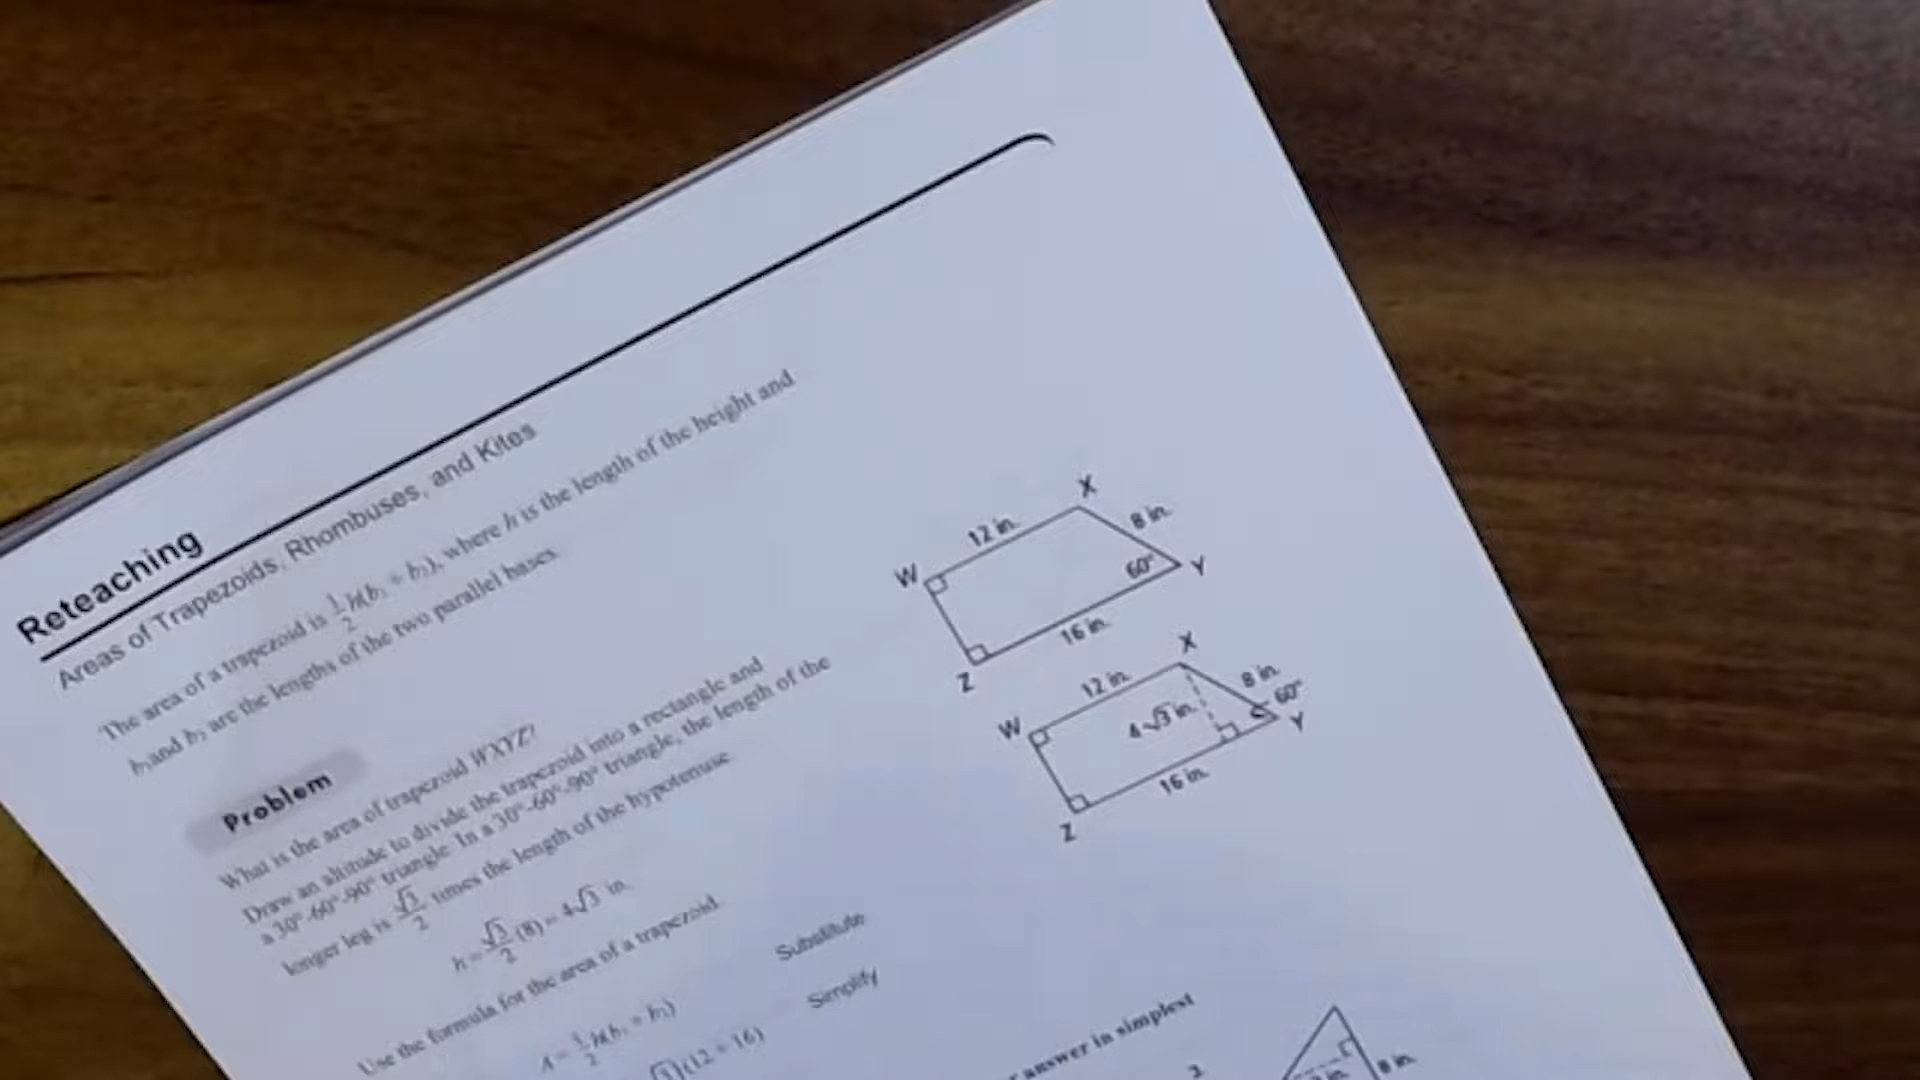 Reteaching
Areas of Trapezoids, Rhombuses, and Kites
The area of a trapezoid is 1/2 h(b₁ + b₂), where h is the length of the height and
b₁ and b₂ are the lengths of the two parallel bases.
Problem
What is the area of trapezoid WXYZ?
Draw an altitude to divide the trapezoid into a rectangle and
a 30°-60°-90° triangle. In a 30°-60°-90° triangle, the length of the
longer leg is √3/2 times the length of the hypotenuse.
h = √3/2 (8) = 4√3 in.
Use the formula for the area of a trapezoid.
A = 1/2 h(b₁ + b₂)
Substitute
(12 + 16)
Simplify
X
12 in.
8 in.
W
60°
Y
16 in.
Z
X
12 in.
8 in.
W
4√3 in.
60°
Y
16 in.
Z
answer in simplest
8 in.